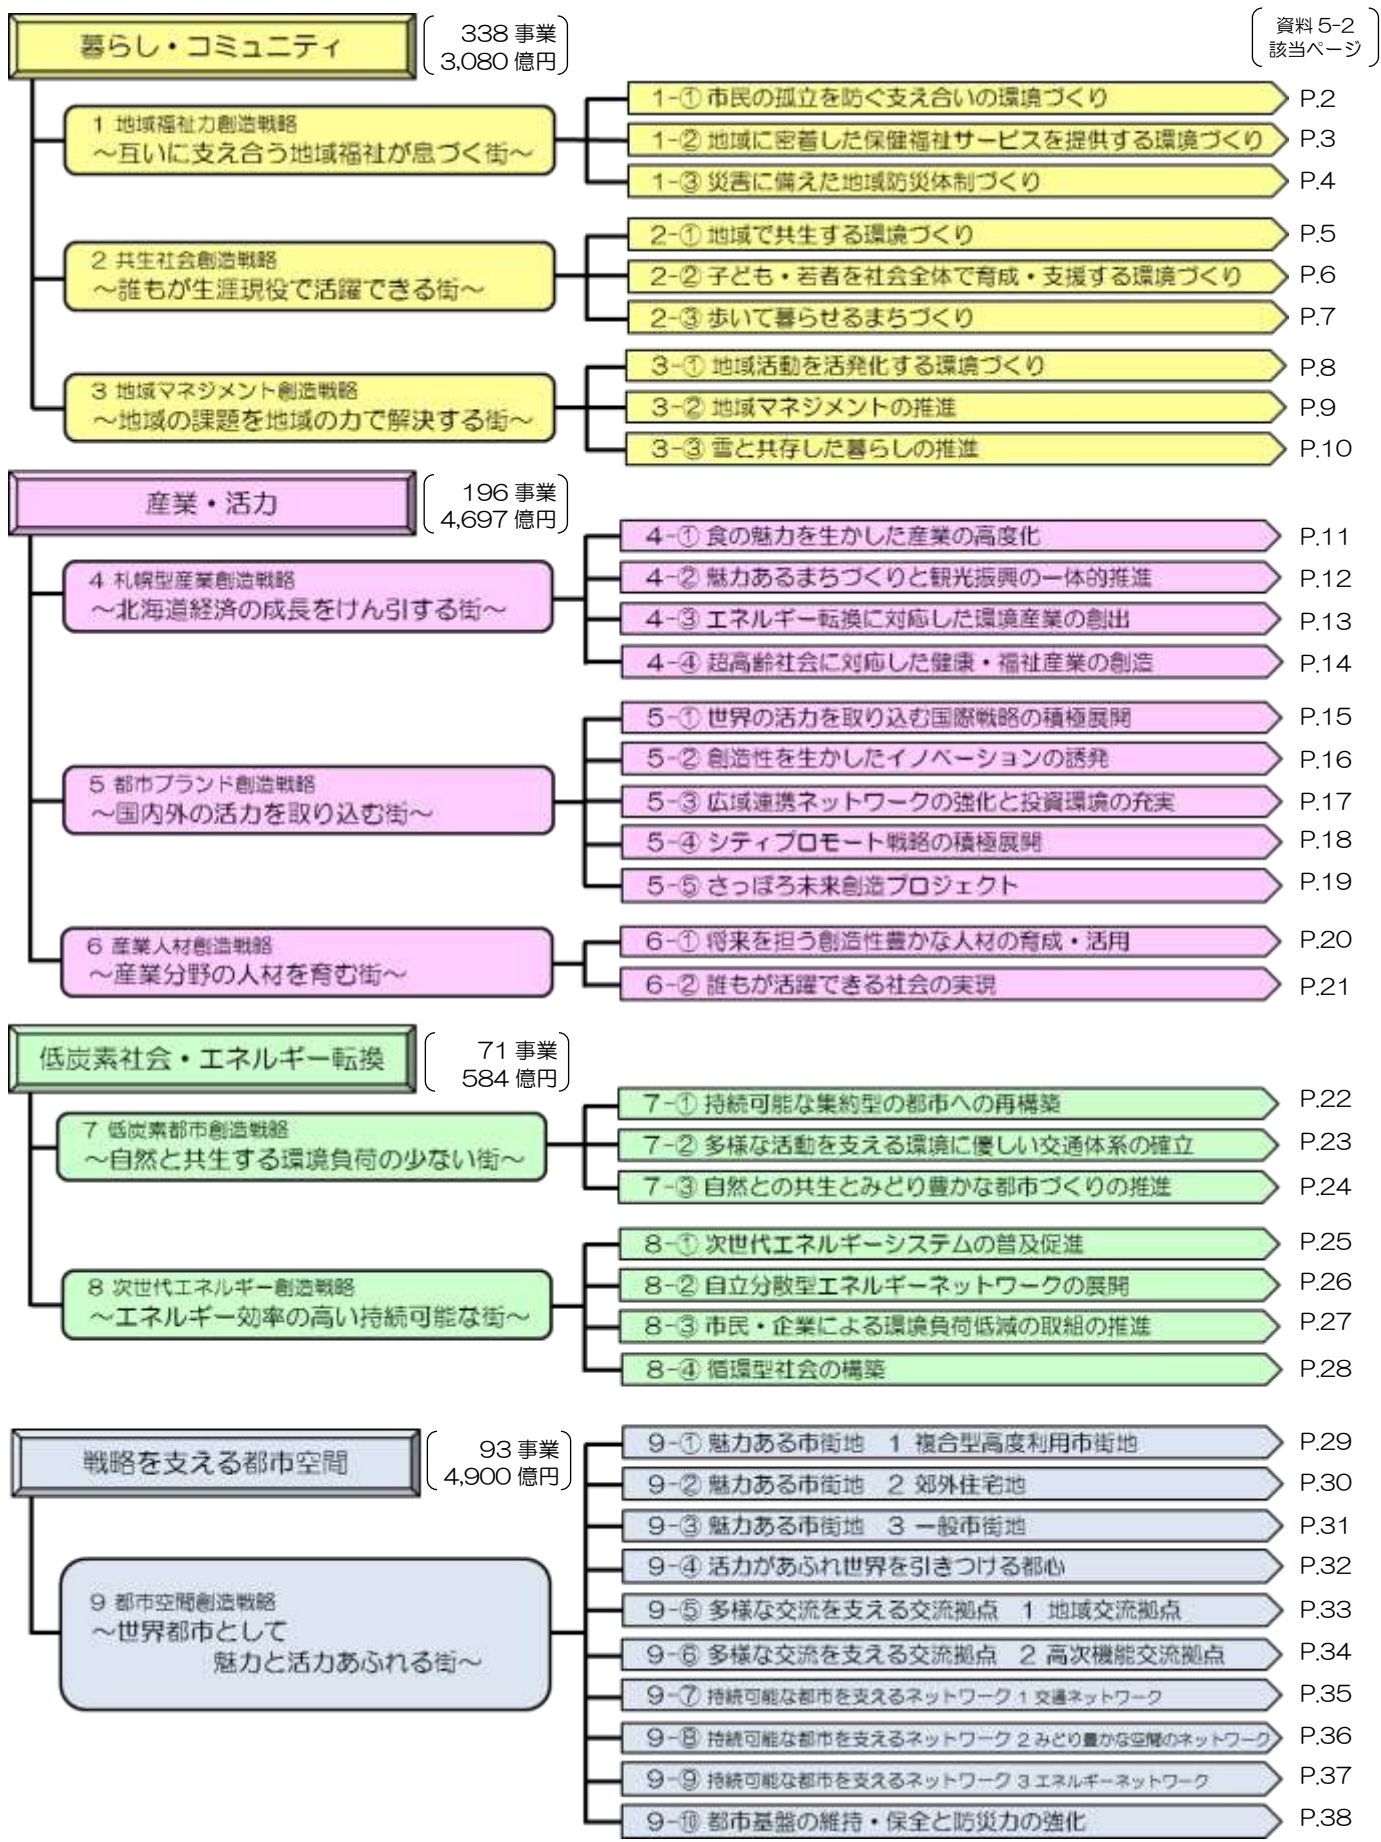 暮らし・コミュニティ
338 事業
3,080 億円
資料 5-2
該当ページ
1 地域福祉力創造戦略
～互いに支え合う地域福祉が息づく街～
1-① 市民の孤立を防ぐ支え合いの環境づくり P.2
1-② 地域に密着した保健福祉サービスを提供する環境づくり P.3
1-③ 災害に備えた地域防災体制づくり P.4
2 共生社会創造戦略
～誰もが生涯現役で活躍できる街～
2-① 地域で共生する環境づくり P.5
2-② 子ども・若者を社会全体で育成・支援する環境づくり P.6
2-③ 歩いて暮らせるまちづくり P.7
3 地域マネジメント創造戦略
～地域の課題を地域の力で解決する街～
3-① 地域活動を活発化する環境づくり P.8
3-② 地域マネジメントの推進 P.9
3-③ 雪と共存した暮らしの推進 P.10
産業・活力
196 事業
4,697 億円
4 札幌型産業創造戦略
～北海道経済の成長をけん引する街～
4-① 食の魅力を生かした産業の高度化 P.11
4-② 魅力あるまちづくりと観光振興の一体的推進 P.12
4-③ エネルギー転換に対応した環境産業の創出 P.13
4-④ 超高齢社会に対応した健康・福祉産業の創造 P.14
5 都市ブランド創造戦略
～国内外の活力を取り込む街～
5-① 世界の活力を取り込む国際戦略の積極展開 P.15
5-② 創造性を生かしたイノベーションの誘発 P.16
5-③ 広域連携ネットワークの強化と投資環境の充実 P.17
5-④ シティプロモート戦略の積極展開 P.18
5-⑤ さっぽろ未来創造プロジェクト P.19
6 産業人材創造戦略
～産業分野の人材を育む街～
6-① 将来を担う創造性豊かな人材の育成・活用 P.20
6-② 誰もが活躍できる社会の実現 P.21
低炭素社会・エネルギー転換
71 事業
584 億円
7 低炭素都市創造戦略
～自然と共生する環境負荷の少ない街～
7-① 持続可能な集約型の都市への再構築 P.22
7-② 多様な活動を支える環境に優しい交通体系の確立 P.23
7-③ 自然との共生とみどり豊かな都市づくりの推進 P.24
8 次世代エネルギー創造戦略
～エネルギー効率の高い持続可能な街～
8-① 次世代エネルギーシステムの普及促進 P.25
8-② 自立分散型エネルギーネットワークの展開 P.26
8-③ 市民・企業による環境負荷低減の取組の推進 P.27
8-④ 循環型社会の構築 P.28
戦略を支える都市空間
93 事業
4,900 億円
9 都市空間創造戦略
～世界都市として
魅力と活力あふれる街～
9-① 魅力ある市街地 1 複合型高度利用市街地 P.29
9-② 魅力ある市街地 2 郊外住宅地 P.30
9-③ 魅力ある市街地 3 一般市街地 P.31
9-④ 活力があふれ世界を引きつける都心 P.32
9-⑤ 多様な交流を支える交流拠点 1 地域交流拠点 P.33
9-⑥ 多様な交流を支える交流拠点 2 高次機能交流拠点 P.34
9-⑦ 持続可能な都市を支えるネットワーク 1 交通ネットワーク P.35
9-⑧ 持続可能な都市を支えるネットワーク 2 みどり豊かな空間のネットワーク P.36
9-⑨ 持続可能な都市を支えるネットワーク 3 エネルギーネットワーク P.37
9-⑩ 都市基盤の維持・保全と防災力の強化 P.38